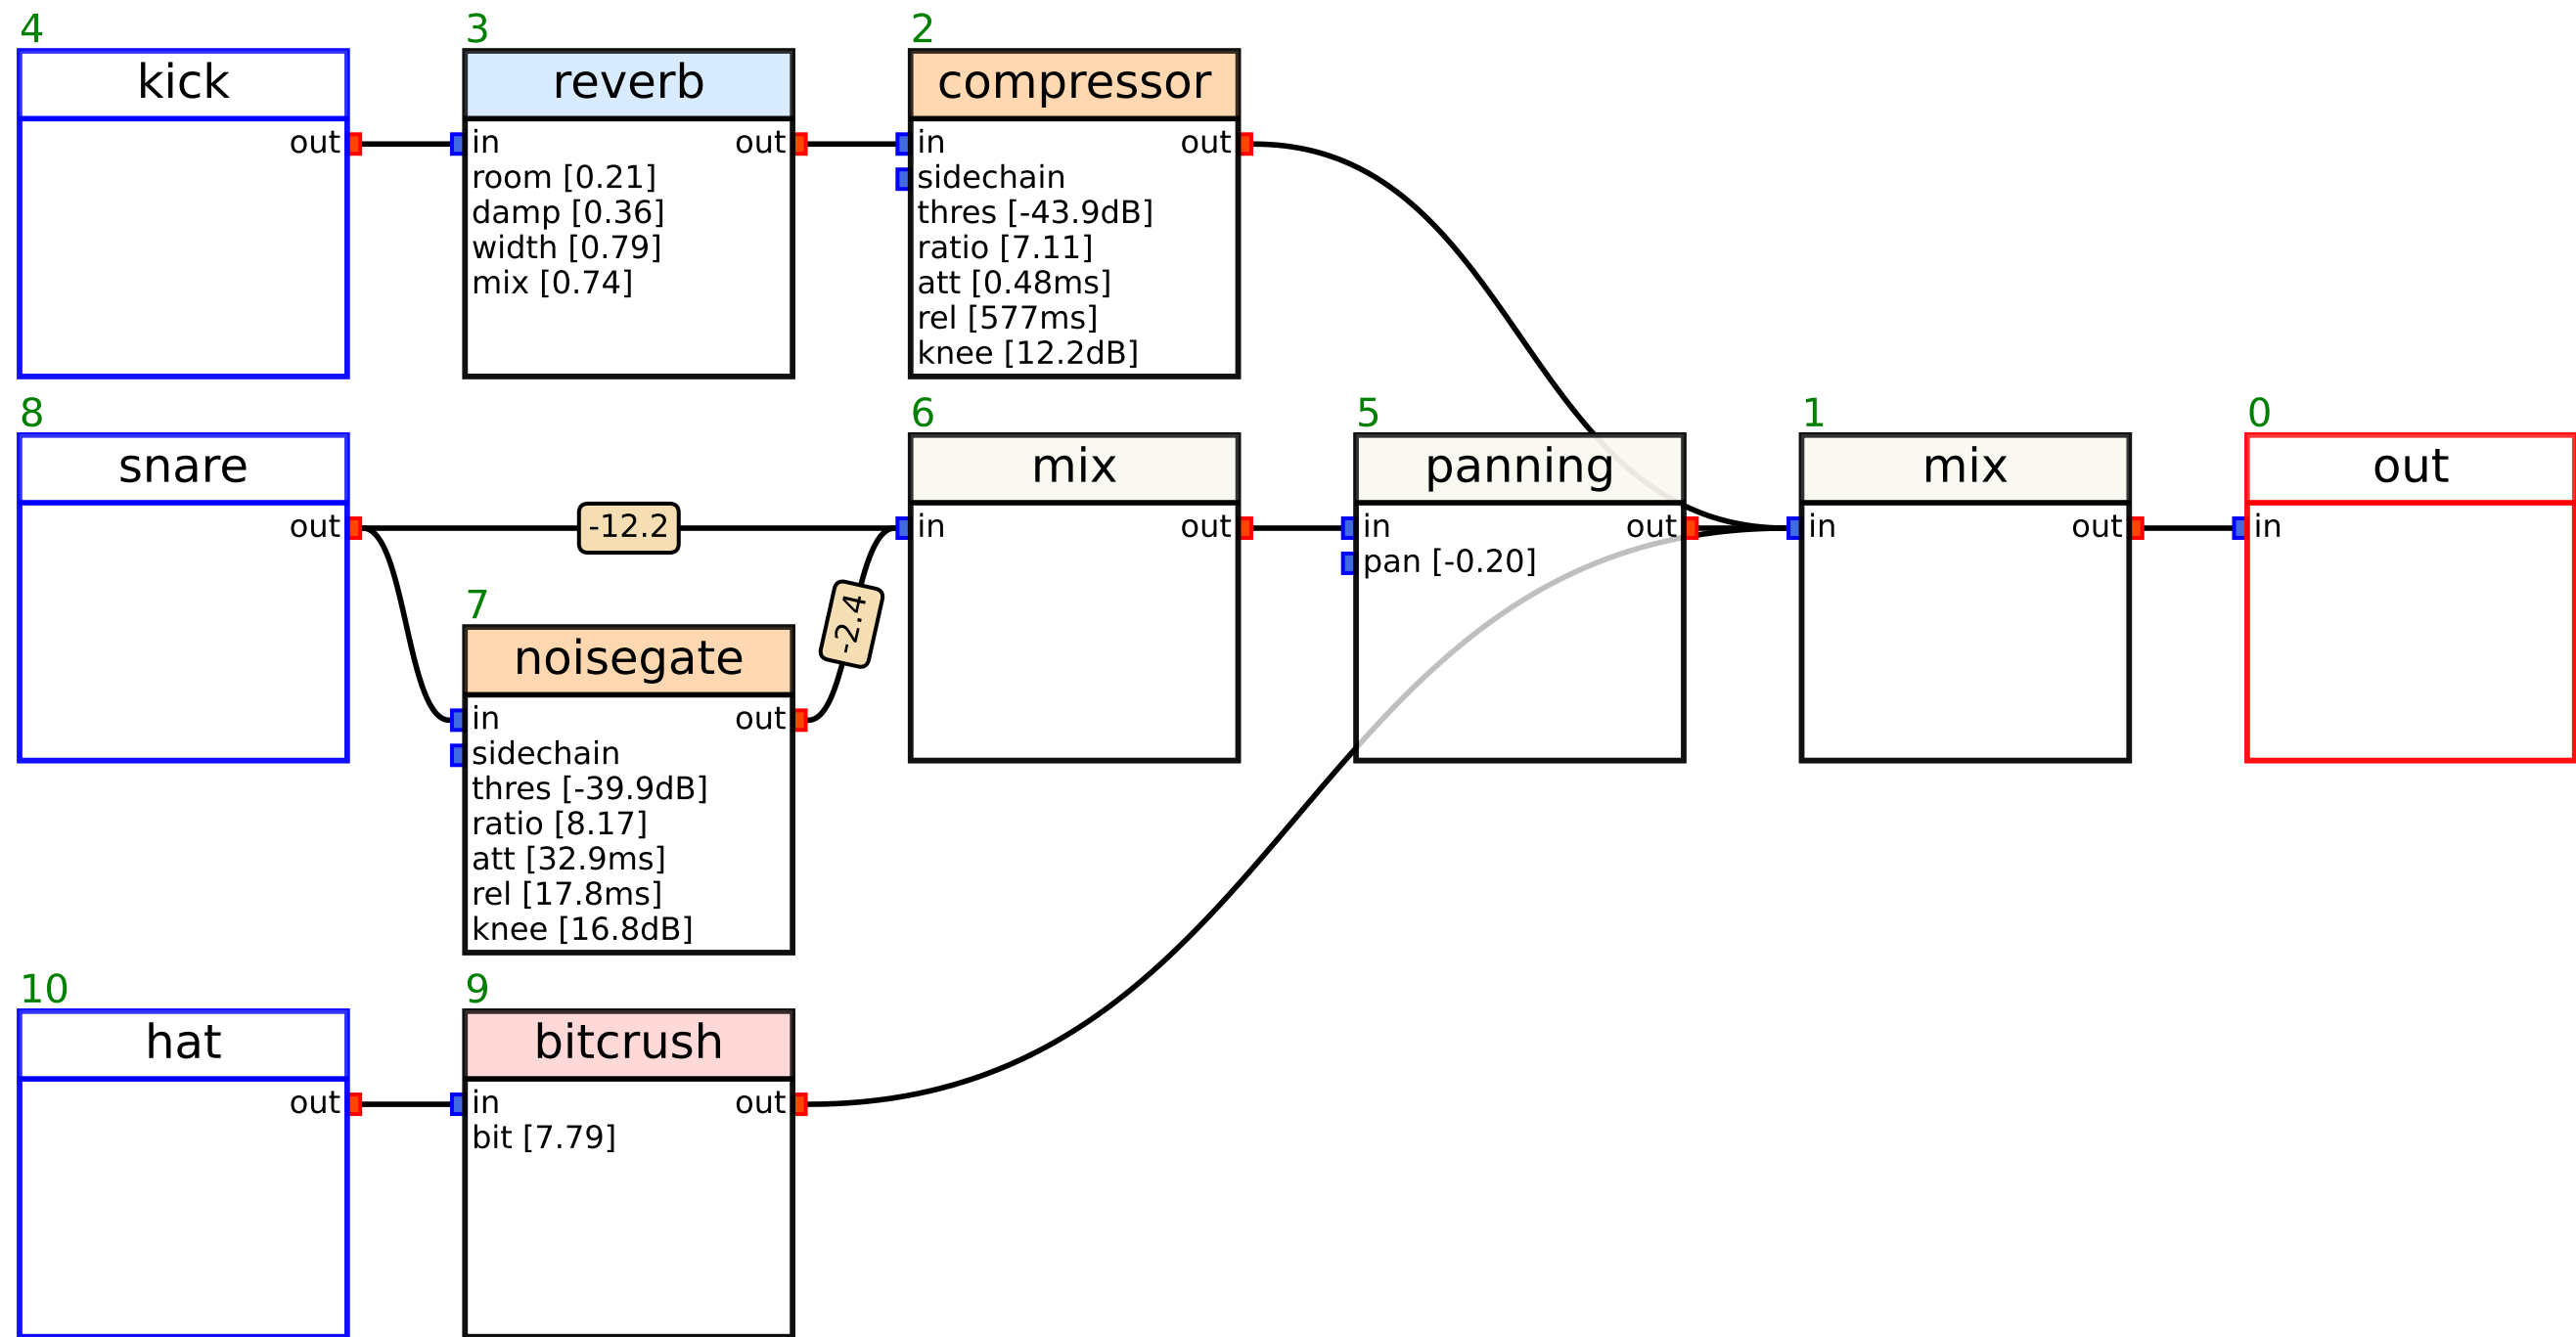 4
kick
out
3
reverb
in
out
room [0.21]
damp [0.36]
width [0.79]
mix [0.74]
2
compressor
in
out
sidechain
thres [-43.9dB]
ratio [7.11]
att [0.48ms]
rel [577ms]
knee [12.2dB]
8
snare
out
-12.2
7
noisegate
in
out
sidechain
thres [-39.9dB]
ratio [8.17]
att [32.9ms]
rel [17.8ms]
knee [16.8dB]
-2.4
6
mix
in
out
5
panning
in
out
pan [-0.20]
1
mix
in
out
0
out
in
10
hat
out
9
bitcrush
in
out
bit [7.79]